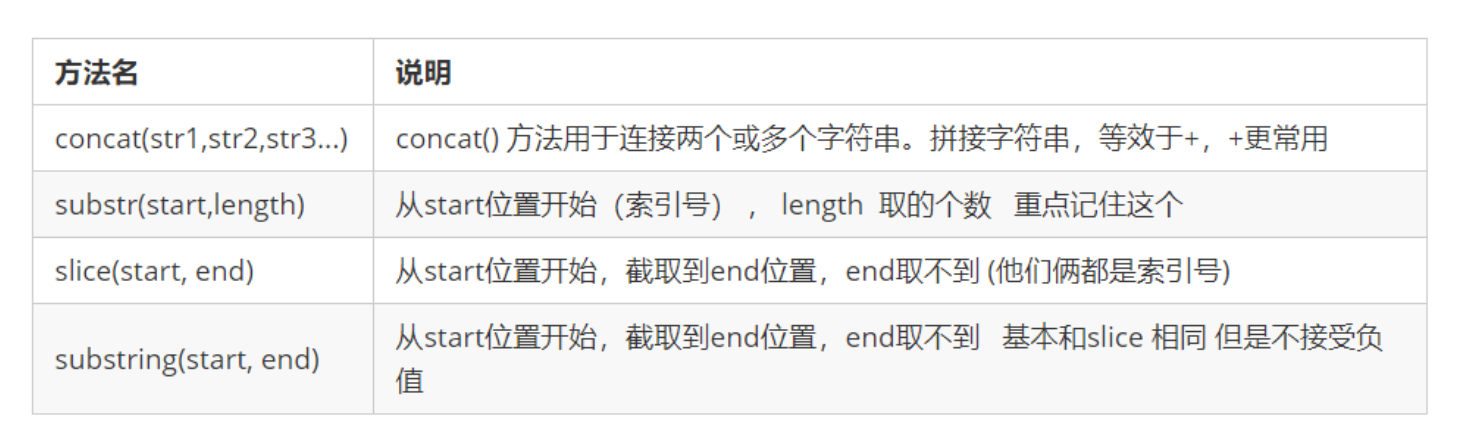 方法名 说明
concat(str1,str2,str3...) concat() 方法用于连接两个或多个字符串。拼接字符串，等效于+，+更常用
substr(start,length) 从start位置开始（索引号）， length 取的个数 重点记住这个
slice(start, end) 从start位置开始，截取到end位置，end取不到 (他们俩都是索引号)
substring(start, end) 从start位置开始，截取到end位置，end取不到 基本和slice 相同 但是不接受负
值